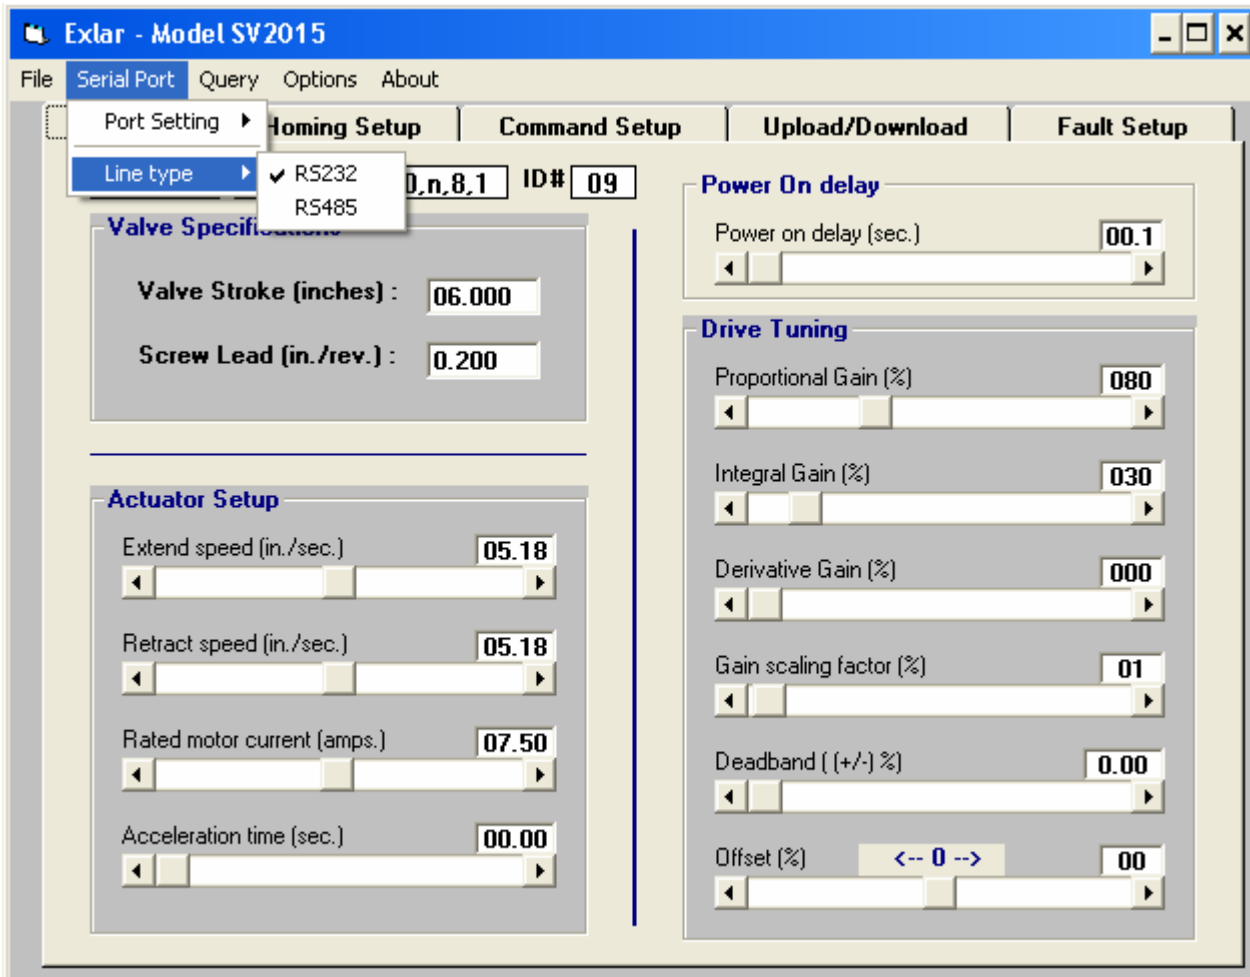 Exlar - Model SV2015
File Serial Port Query Options About
Port Setting
Line type
RS232
RS485
Homing Setup
Command Setup
Upload/Download
Fault Setup
0,n,8,1 ID# 09
Valve Specifications
Valve Stroke (inches) : 06.000
Screw Lead (in./rev.) : 0.200
Actuator Setup
Extend speed (in./sec.) 05.18
Retract speed (in./sec.) 05.18
Rated motor current (amps.) 07.50
Acceleration time (sec.) 00.00
Power On delay
Power on delay (sec.) 00.1
Drive Tuning
Proportional Gain (%) 080
Integral Gain (%) 030
Derivative Gain (%) 000
Gain scaling factor (%) 01
Deadband ( (+/-) %) 0.00
Offset (%) <-- 0 --> 00